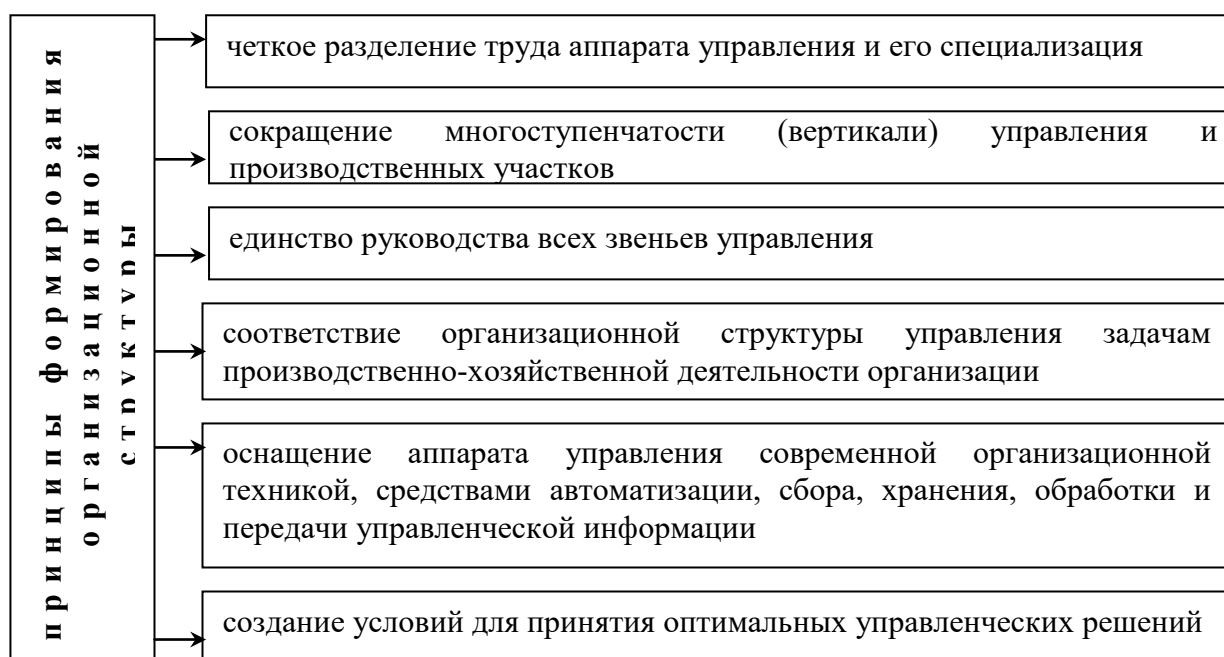 принципы формирования
организационной
структуры
четкое разделение труда аппарата управления и его специализация
сокращение многоступенчатости (вертикали) управления и
производственных участков
единство руководства всех звеньев управления
соответствие организационной структуры управления задачам
производственно-хозяйственной деятельности организации
оснащение аппарата управления современной организационной
техникой, средствами автоматизации, сбора, хранения, обработки и
передачи управленческой информации
создание условий для принятия оптимальных управленческих решений